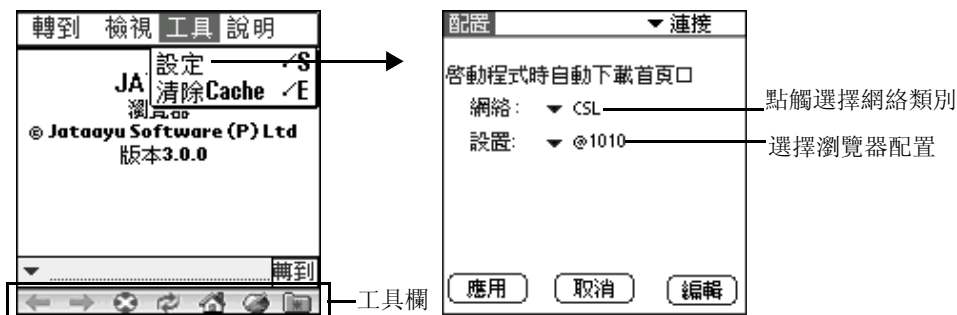 轉到 檢視 工具 說明
設定 ⁄S
清除Cache ⁄E
JA
瀏覽器
© Jataayu Software (P) Ltd
版本3.0.0
轉到
工具欄
配置 連接
啓動程式時自動下載首頁
網絡： CSL
點觸選擇網絡類別
設置： @1010
選擇瀏覽器配置
應用 取消 編輯